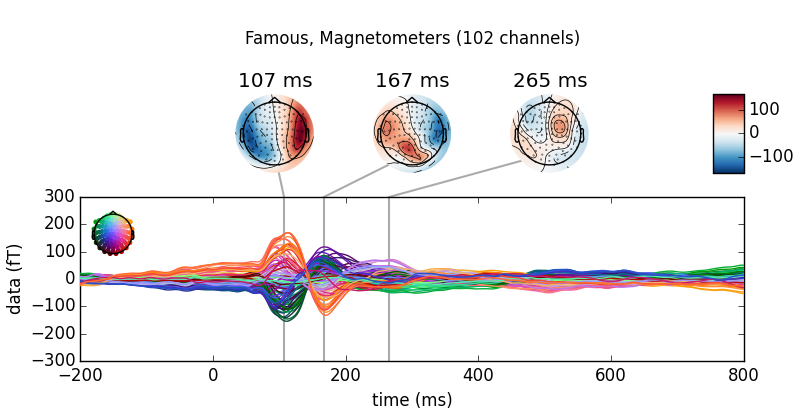 Famous, Magnetometers (102 channels)
107 ms 167 ms 265 ms
100
0
−100
300
200
100
0
−100
−200
−300
data (fT)
−200 0 200 400 600 800
time (ms)